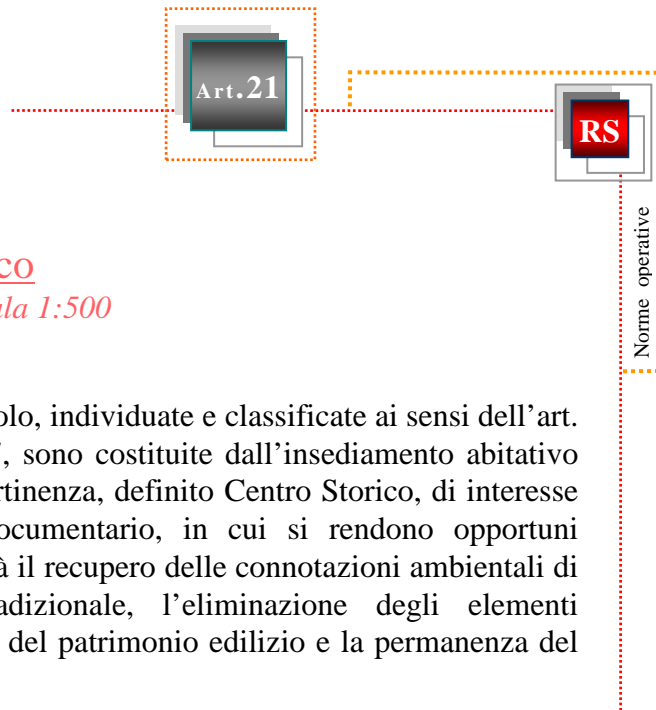 Art.21
RS
Norme operative
co
la 1:500
olo, individuate e classificate ai sensi dell’art.
, sono costituite dall’insediamento abitativo
rtinenza, definito Centro Storico, di interesse
ocumentario, in cui si rendono opportuni
à il recupero delle connotazioni ambientali di
adizionale, l’eliminazione degli elementi
del patrimonio edilizio e la permanenza del